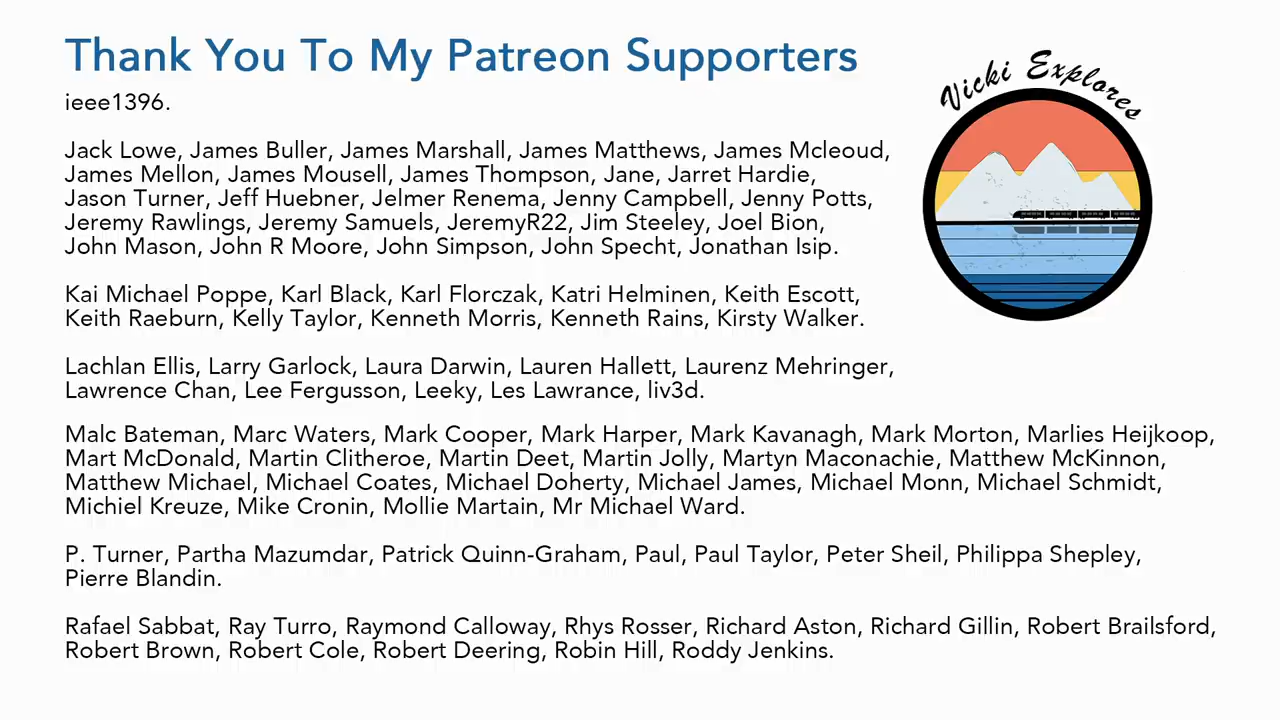 Thank You To My Patreon Supporters
Vicki Explores
ieee1396.
Jack Lowe, James Buller, James Marshall, James Matthews, James Mcleoud,
James Mellon, James Mousell, James Thompson, Jane, Jarret Hardie,
Jason Turner, Jeff Huebner, Jelmer Renema, Jenny Campbell, Jenny Potts,
Jeremy Rawlings, Jeremy Samuels, JeremyR22, Jim Steeley, Joel Bion,
John Mason, John R Moore, John Simpson, John Specht, Jonathan Isip.
Kai Michael Poppe, Karl Black, Karl Florczak, Katri Helminen, Keith Escott,
Keith Raeburn, Kelly Taylor, Kenneth Morris, Kenneth Rains, Kirsty Walker.
Lachlan Ellis, Larry Garlock, Laura Darwin, Lauren Hallett, Laurenz Mehringer,
Lawrence Chan, Lee Fergusson, Leeky, Les Lawrance, liv3d.
Malc Bateman, Marc Waters, Mark Cooper, Mark Harper, Mark Kavanagh, Mark Morton, Marlies Heijkoop,
Mart McDonald, Martin Clitheroe, Martin Deet, Martin Jolly, Martyn Maconachie, Matthew McKinnon,
Matthew Michael, Michael Coates, Michael Doherty, Michael James, Michael Monn, Michael Schmidt,
Michiel Kreuze, Mike Cronin, Mollie Martain, Mr Michael Ward.
P. Turner, Partha Mazumdar, Patrick Quinn-Graham, Paul, Paul Taylor, Peter Sheil, Philippa Shepley,
Pierre Blandin.
Rafael Sabbat, Ray Turro, Raymond Calloway, Rhys Rosser, Richard Aston, Richard Gillin, Robert Brailsford,
Robert Brown, Robert Cole, Robert Deering, Robin Hill, Roddy Jenkins.